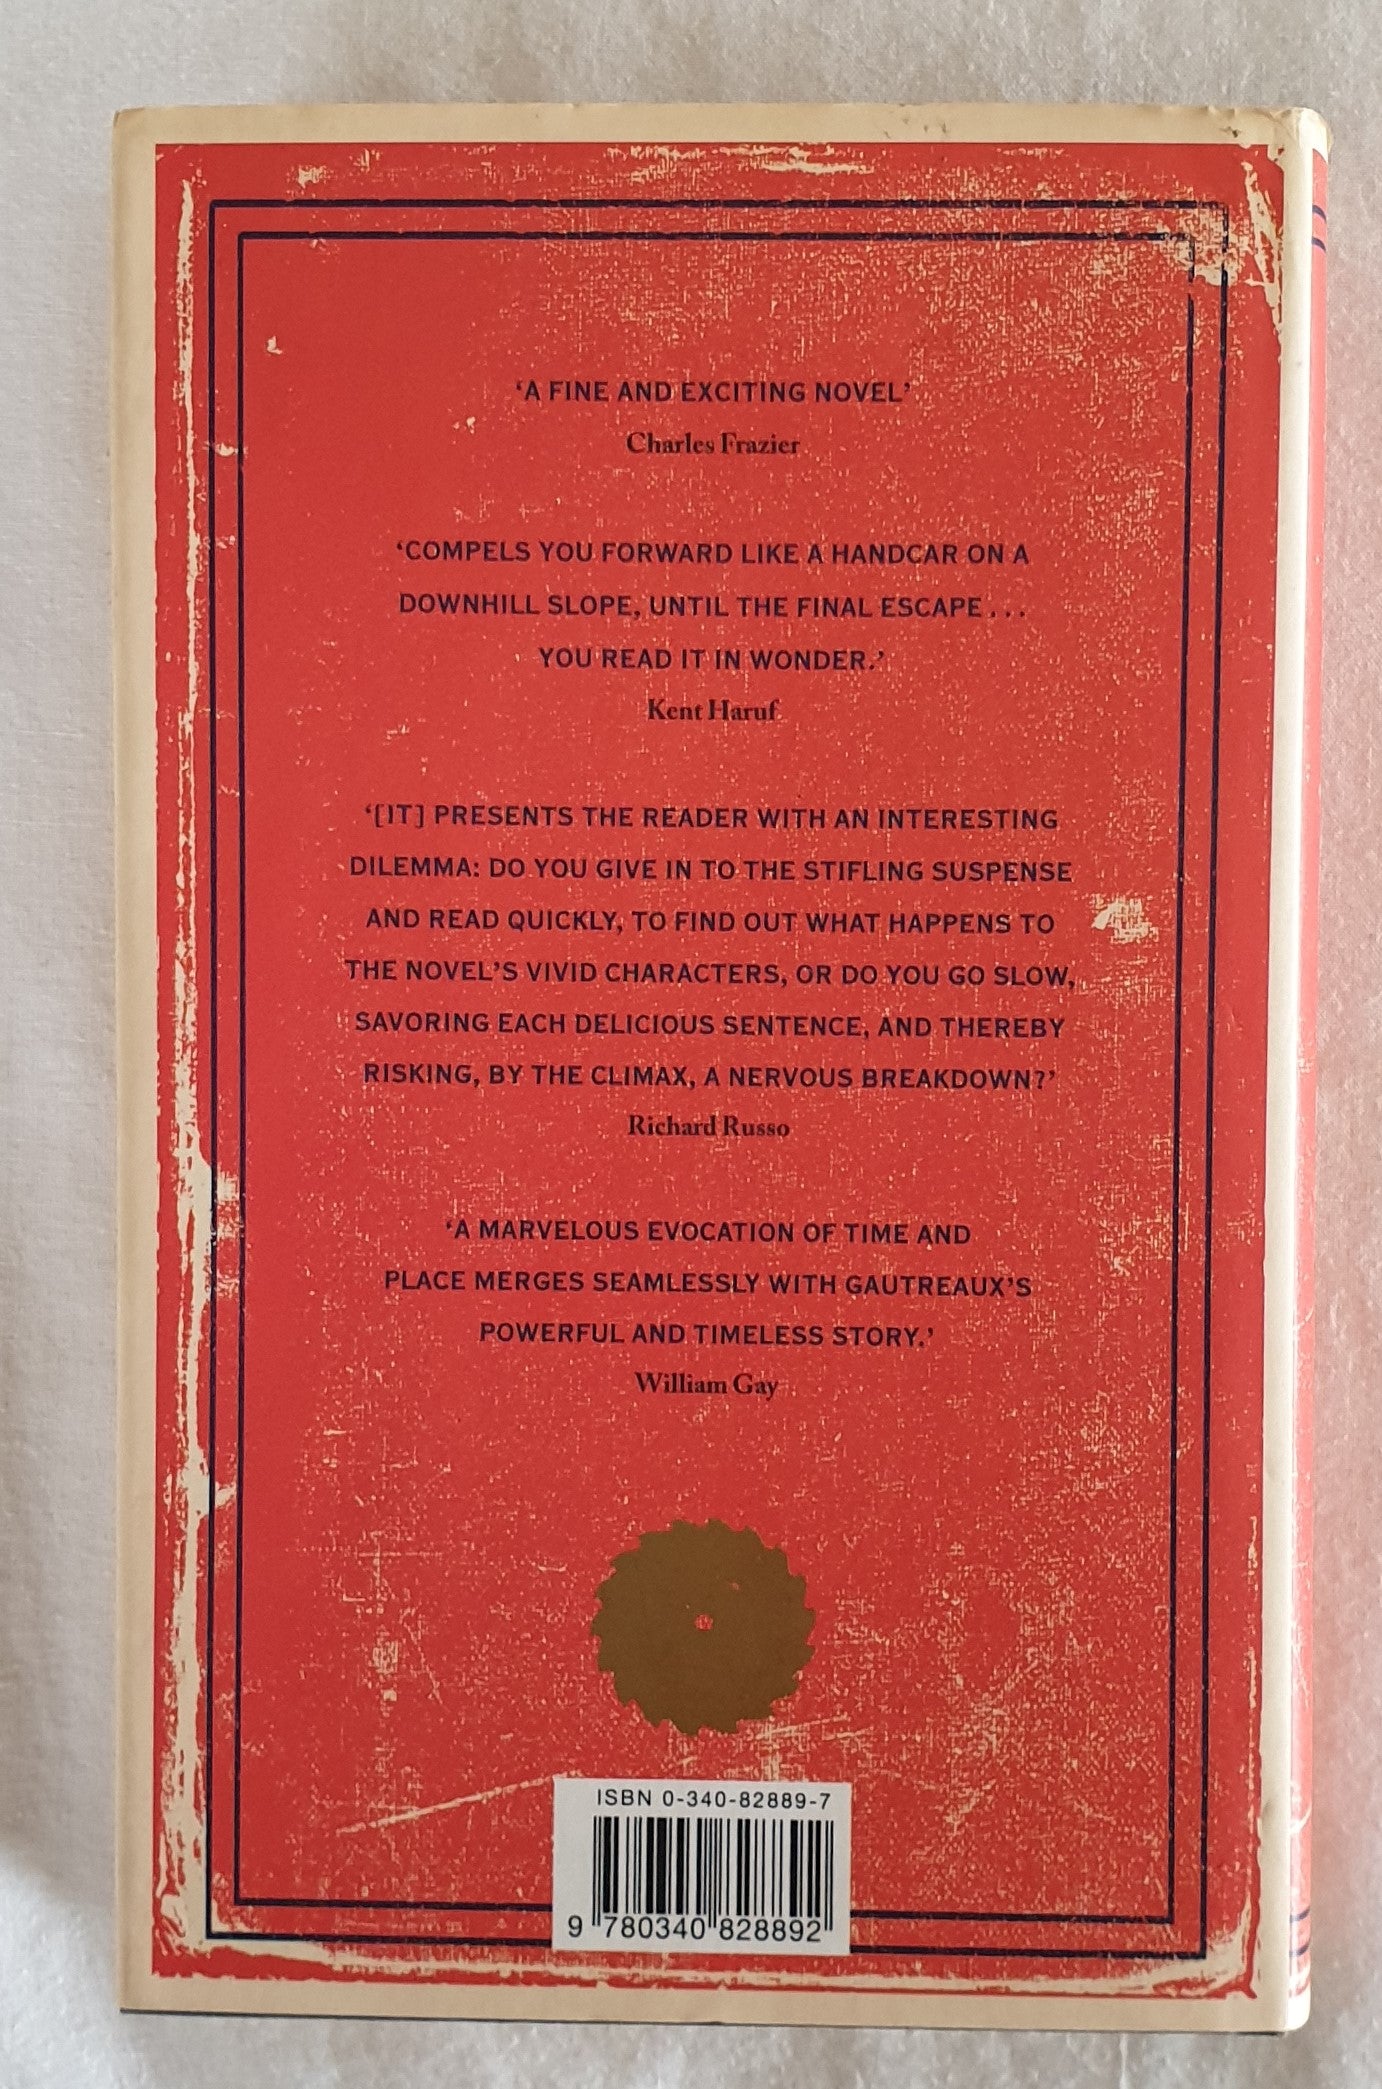 ‘A FINE AND EXCITING NOVEL’
Charles Frazier
‘COMPELS YOU FORWARD LIKE A HANDCAR ON A
DOWNHILL SLOPE, UNTIL THE FINAL ESCAPE . . .
YOU READ IT IN WONDER.’
Kent Haruf
‘[IT] PRESENTS THE READER WITH AN INTERESTING
DILEMMA: DO YOU GIVE IN TO THE STIFLING SUSPENSE
AND READ QUICKLY, TO FIND OUT WHAT HAPPENS TO
THE NOVEL’S VIVID CHARACTERS, OR DO YOU GO SLOW,
SAVORING EACH DELICIOUS SENTENCE, AND THEREBY
RISKING, BY THE CLIMAX, A NERVOUS BREAKDOWN?’
Richard Russo
‘A MARVELOUS EVOCATION OF TIME AND
PLACE MERGES SEAMLESSLY WITH GAUTREAUX’S
POWERFUL AND TIMELESS STORY.’
William Gay
ISBN 0-340-82889-7
9 780340 828892